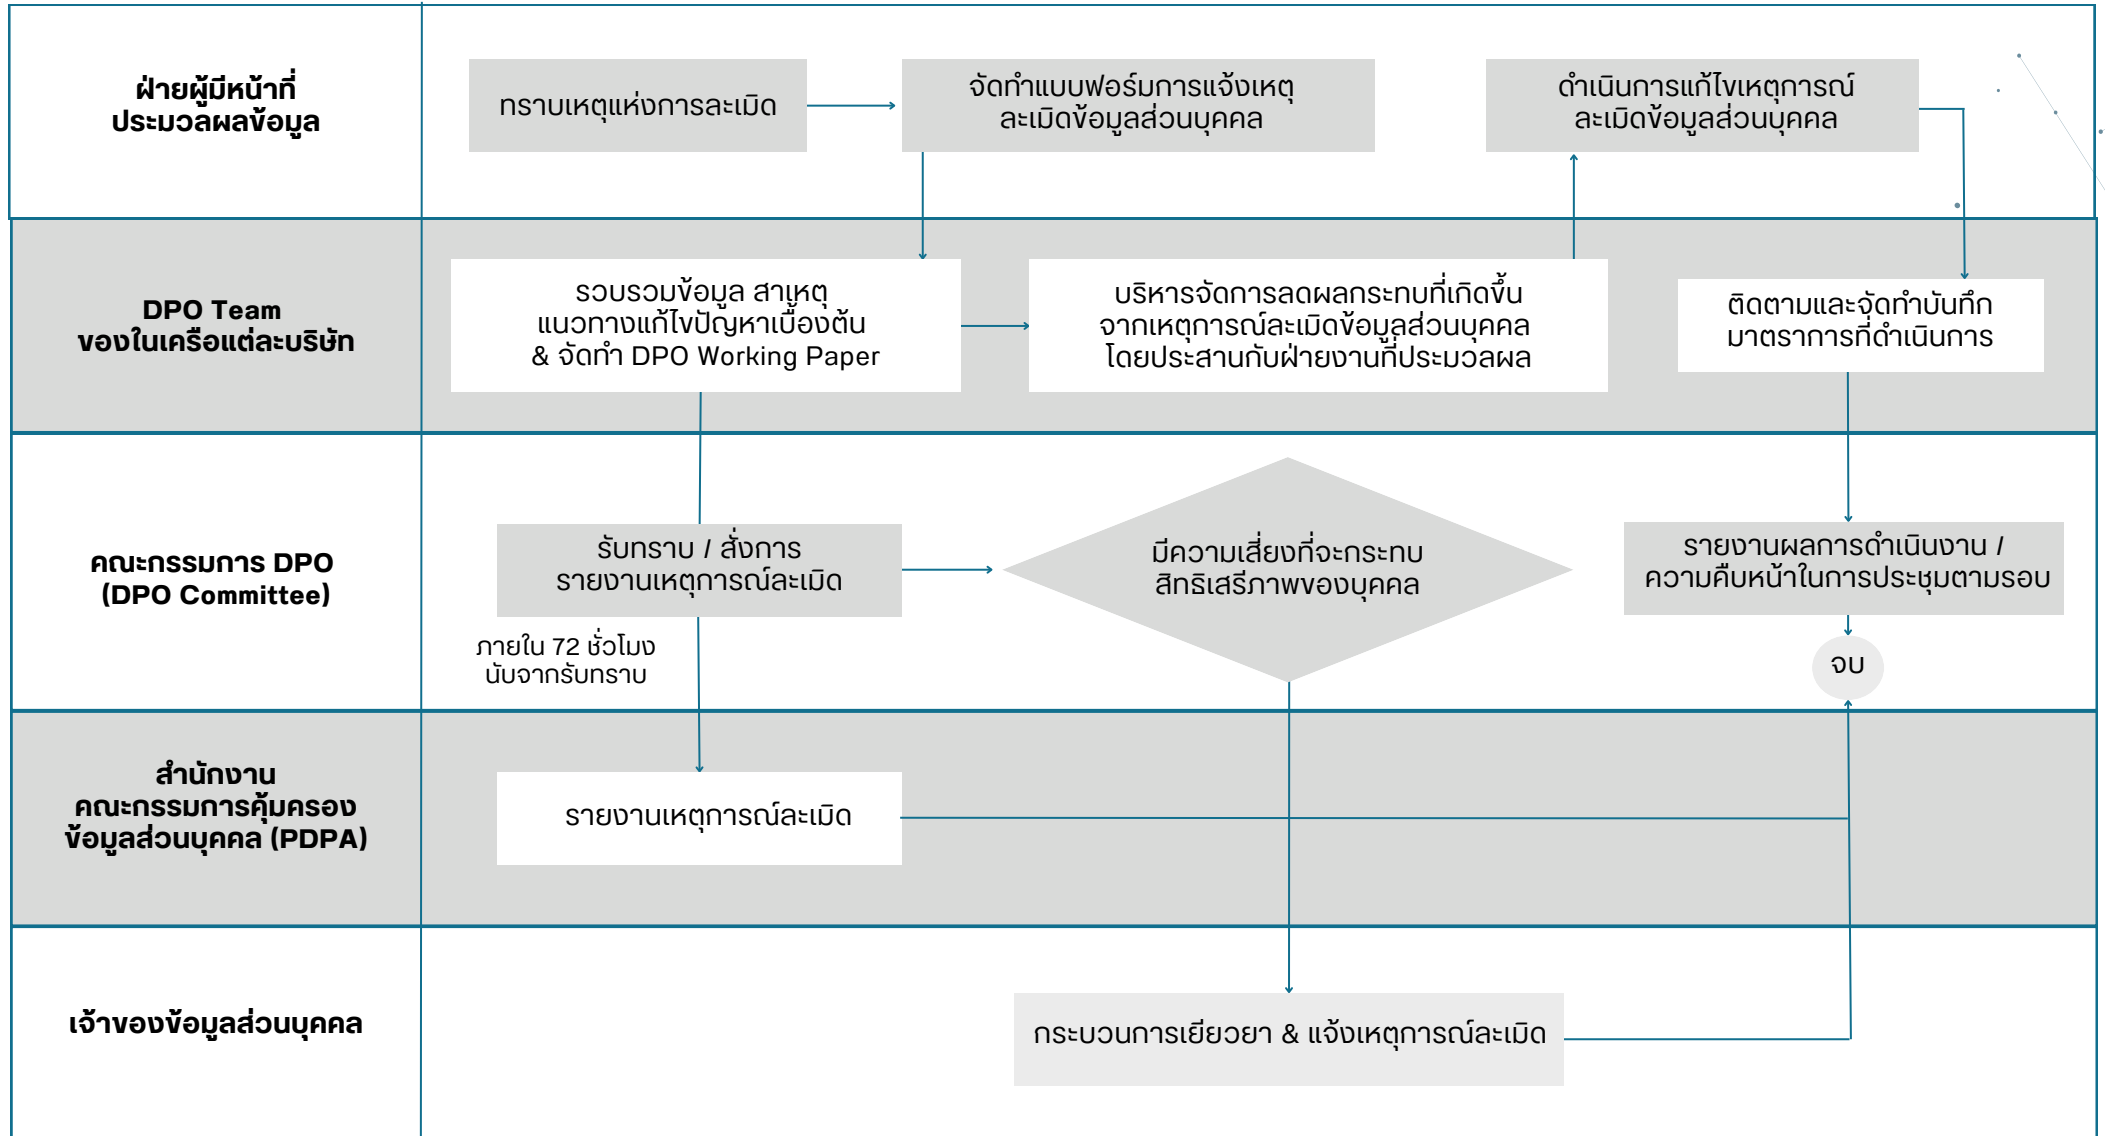 ฝ่ายผู้มีหน้าที่
ประมวลผลข้อมูล
ทราบเหตุแห่งการละเมิด
จัดทำแบบฟอร์มการแจ้งเหตุ
ละเมิดข้อมูลส่วนบุคคล
ดำเนินการแก้ไขเหตุการณ์
ละเมิดข้อมูลส่วนบุคคล
DPO Team
ของในเครือแต่ละบริษัท
รวบรวมข้อมูล สาเหตุ
แนวทางแก้ไขปัญหาเบื้องต้น
& จัดทำ DPO Working Paper
บริหารจัดการลดผลกระทบที่เกิดขึ้น
จากเหตุการณ์ละเมิดข้อมูลส่วนบุคคล
โดยประสานกับฝ่ายงานที่ประมวลผล
ติดตามและจัดทำบันทึก
มาตราการที่ดำเนินการ
คณะกรรมการ DPO
(DPO Committee)
รับทราบ / สั่งการ
รายงานเหตุการณ์ละเมิด
ภายใน 72 ชั่วโมง
นับจากรับทราบ
มีความเสี่ยงที่จะกระทบ
สิทธิเสรีภาพของบุคคล
รายงานผลการดำเนินงาน /
ความคืบหน้าในการประชุมตามรอบ
จบ
สำนักงาน
คณะกรรมการคุ้มครอง
ข้อมูลส่วนบุคคล (PDPA)
รายงานเหตุการณ์ละเมิด
เจ้าของข้อมูลส่วนบุคคล
กระบวนการเยียวยา & แจ้งเหตุการณ์ละเมิด